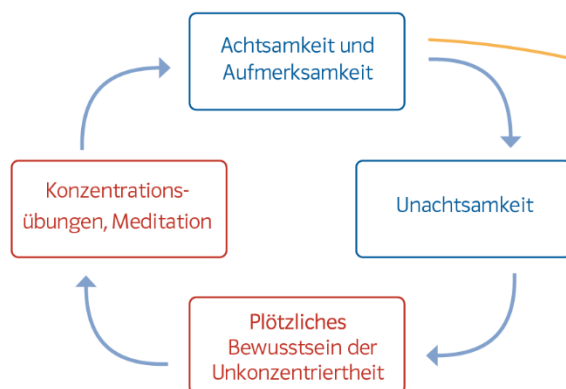 Achtsamkeit und
Aufmerksamkeit
Unachtsamkeit
Plötzliches
Bewusstsein der
Unkonzentriertheit
Konzentrations-
übungen, Meditation